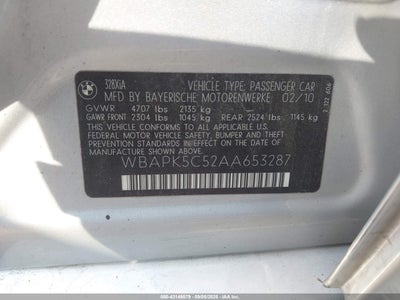 328XiA
VEHICLE TYPE PASSENGER CAR
MFD BY BAYERISCHE MOTORENWERKE 02/10
GVWR 4707 lbs 2135 kg
GAWR FRONT 2304 lbs 1045 kg REAR 2524 lbs 1145 kg
THIS VEHICLE CONFORMS TO ALL APPLICABLE U.S.
FEDERAL MOTOR VEHICLE SAFETY, BUMPER AND THEFT
PREVENTION STANDARDS IN EFFECT ON THE DATE OF
MANUFACTURE SHOWN ABOVE.
WBAPK5C52AA653287